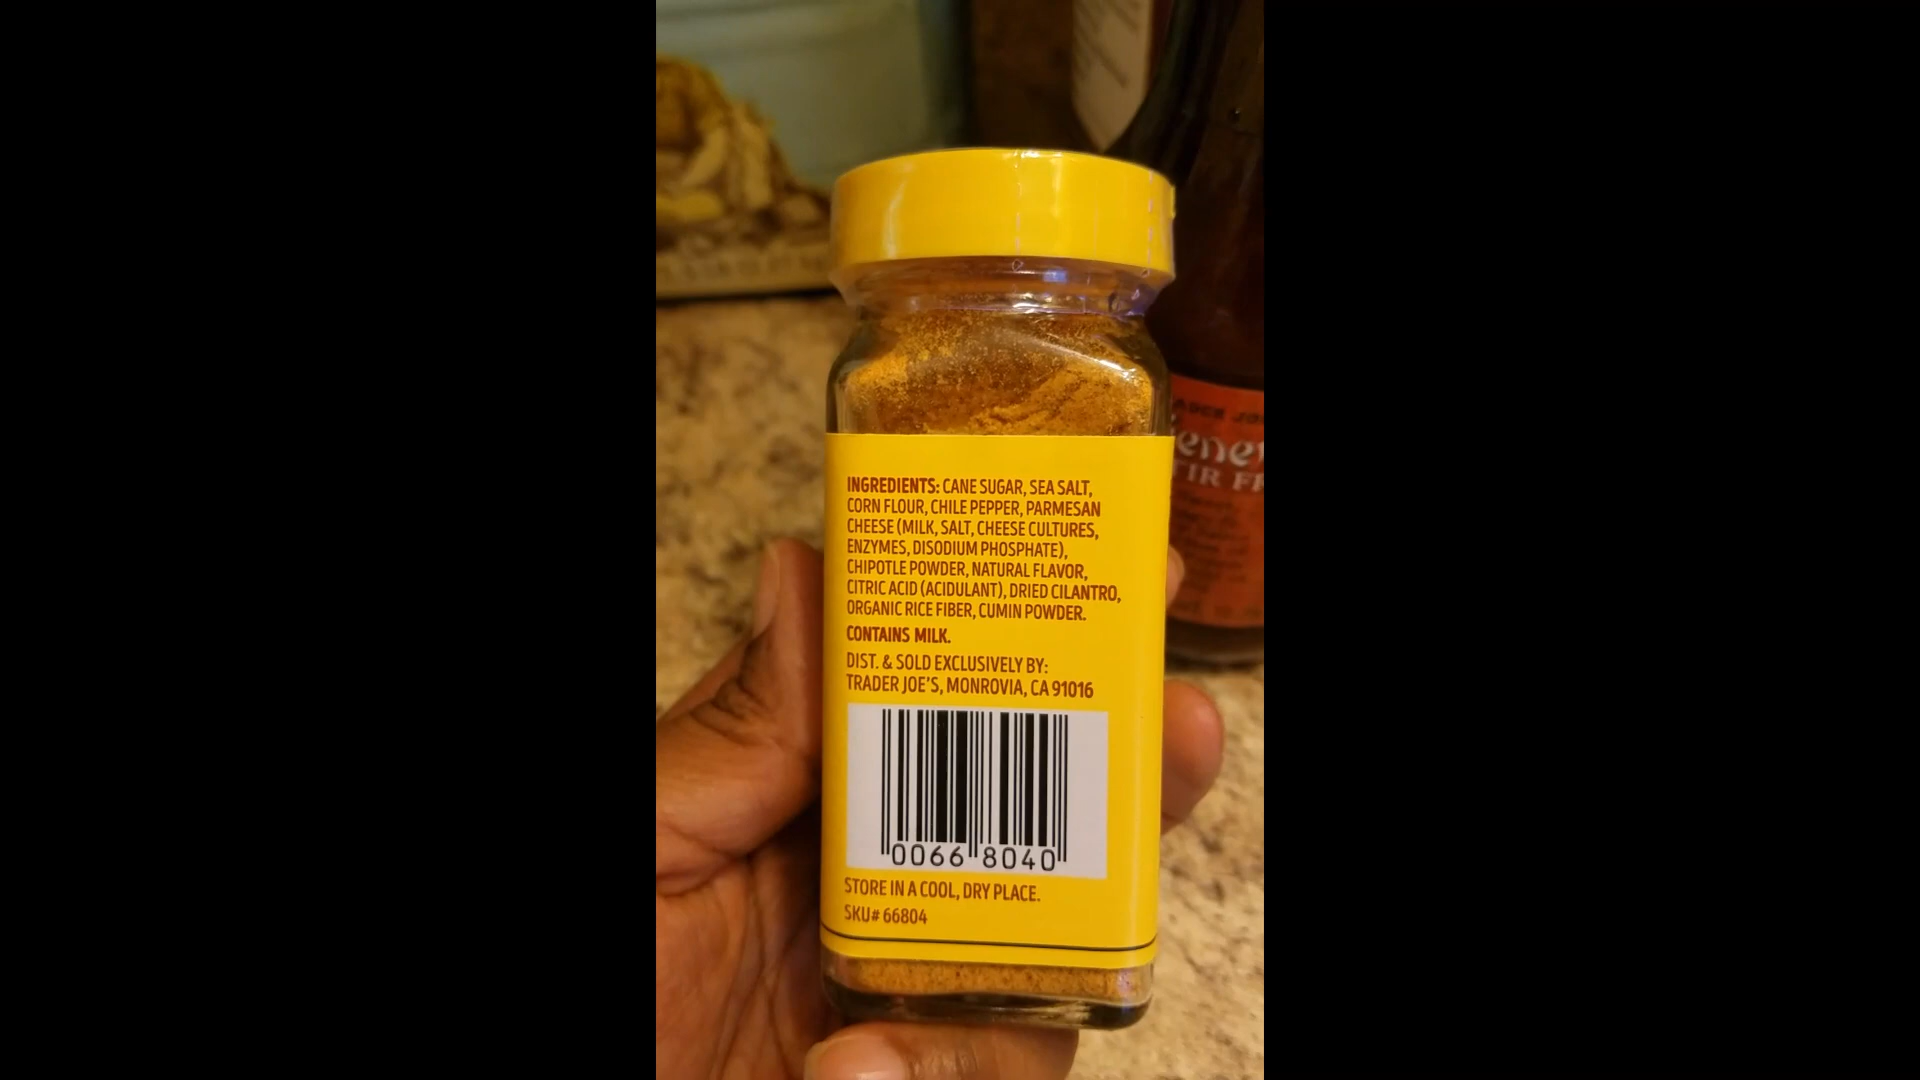 INGREDIENTS: CANE SUGAR, SEA SALT,
CORN FLOUR, CHILE PEPPER, PARMESAN
CHEESE (MILK, SALT, CHEESE CULTURES,
ENZYMES, DISODIUM PHOSPHATE),
CHIPOTLE POWDER, NATURAL FLAVOR,
CITRIC ACID (ACIDULANT), DRIED CILANTRO,
ORGANIC RICE FIBER, CUMIN POWDER.
CONTAINS MILK.
DIST. & SOLD EXCLUSIVELY BY:
TRADER JOE'S, MONROVIA, CA 91016
0066 8040
STORE IN A COOL, DRY PLACE.
SKU# 66804